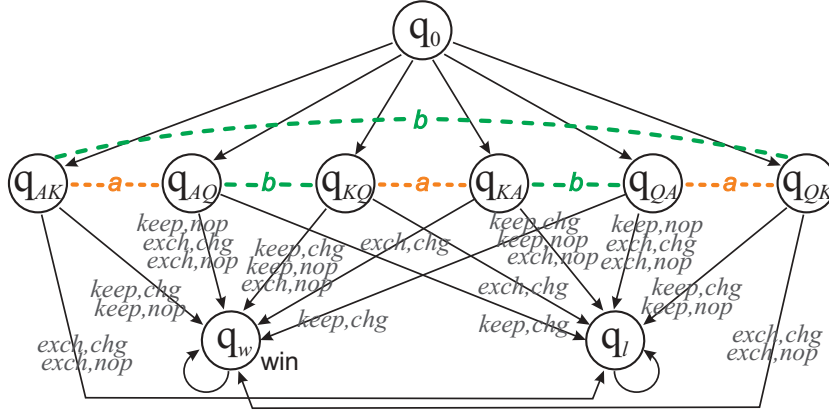 q0
b
qAK
a
qAQ
b
qKQ
a
qKA
b
qQA
a
qQK
keep,nop
exch,chg
exch,nop
keep,chg
keep,nop
exch,nop
exch,chg
keep,chg
keep,nop
exch,nop
keep,nop
exch,chg
exch,nop
keep,chg
keep,nop
exch,chg
keep,chg
keep,nop
keep,chg
keep,chg
exch,chg
exch,nop
exch,chg
exch,nop
qw
win
ql